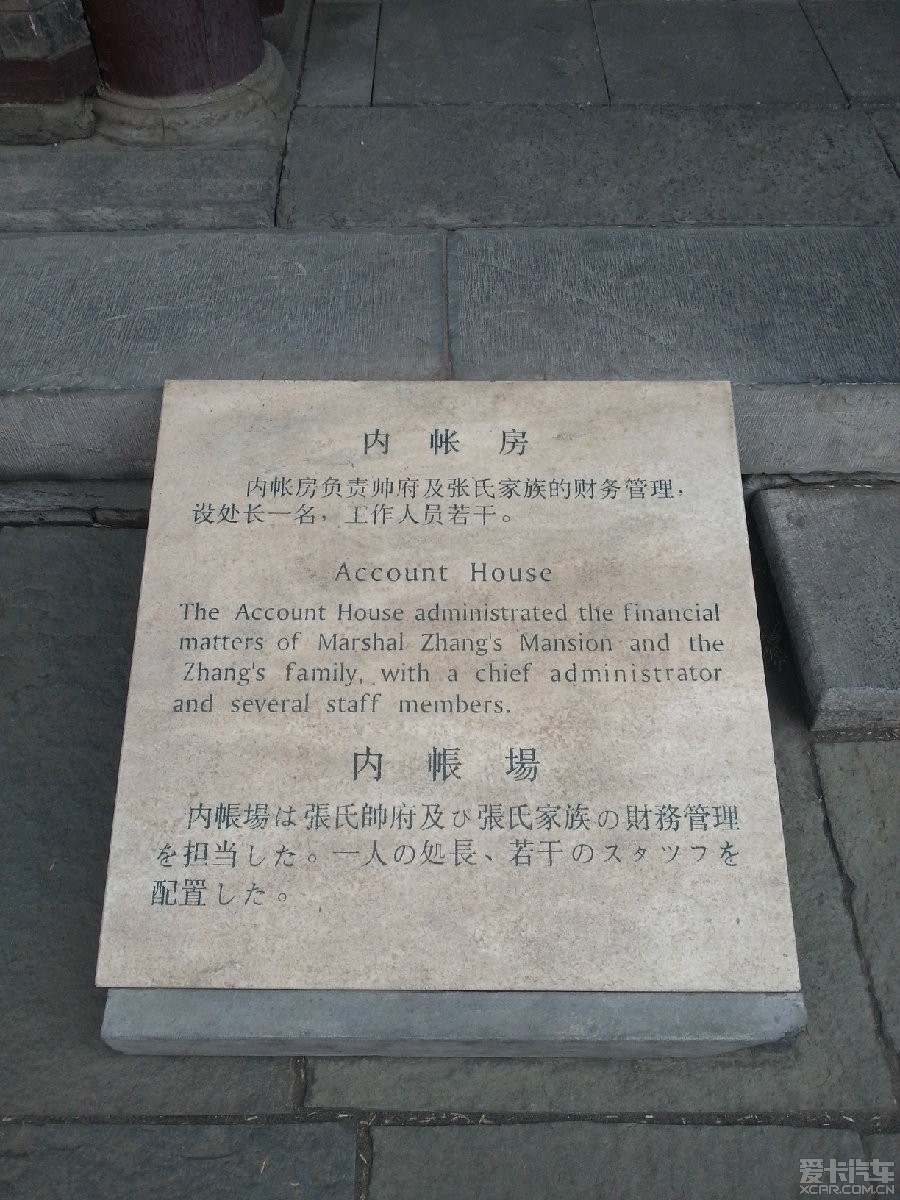 内 帐 房
内帐房负责帅府及张氏家族的财务管理，
设处长一名，工作人员若干。
Account House
The Account House administrated the financial
matters of Marshal Zhang's Mansion and the
Zhang's family, with a chief administrator
and several staff members.
内 帳 場
内帳場は張氏帥府及び張氏家族の財務管理
を担当した。一人の処長、若干のスタツフを
配置した。
爱卡汽车
XCAR.COM.CN